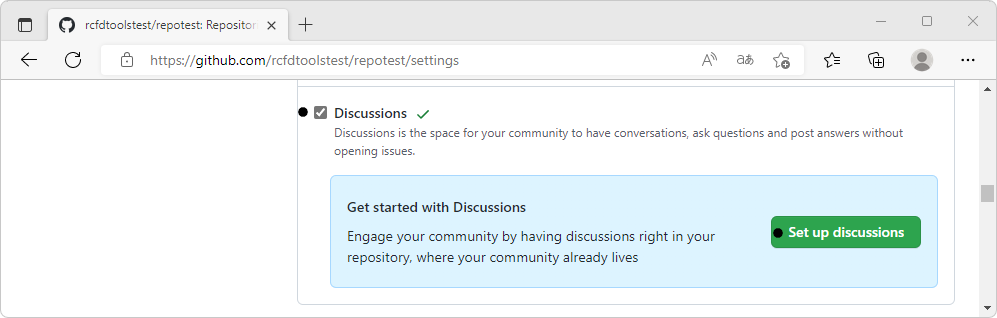 rcfdtoolstest/repotest: Repositor
https://github.com/rcfdtoolstest/repotest/settings
Discussions
Discussions is the space for your community to have conversations, ask questions and post answers without
opening issues.
Get started with Discussions
Engage your community by having discussions right in your
repository, where your community already lives
Set up discussions